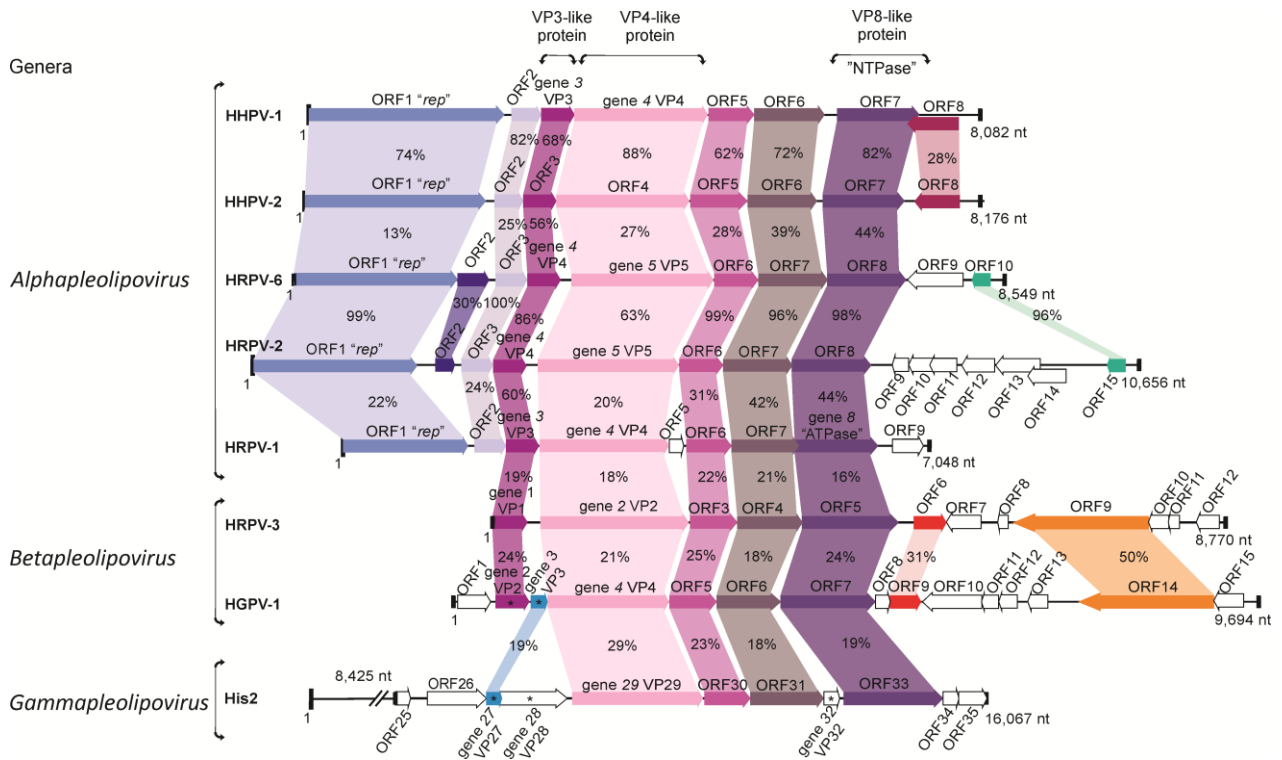 VP3-like protein
VP4-like protein
VP8-like protein
Genera
"NTPase"
HHPV-1
1
ORF1 "rep"
ORF2
gene 3 VP3
gene 4 VP4
ORF5
ORF6
ORF7
ORF8
8,082 nt
74%
82%
68%
88%
62%
72%
82%
28%
HHPV-2
1
ORF1 "rep"
ORF2
ORF3
ORF4
ORF5
ORF6
ORF7
ORF8
8,176 nt
13%
25%
56%
27%
28%
39%
44%
Alphapleolipovirus
HRPV-6
1
ORF1 "rep"
ORF2
ORF3
gene 4 VP4
gene 5 VP5
ORF6
ORF7
ORF8
ORF9
ORF10
8,549 nt
99%
30%
100%
86%
63%
99%
96%
98%
96%
HRPV-2
1
ORF1 "rep"
ORF2
ORF3
gene 4 VP4
gene 5 VP5
ORF6
ORF7
ORF8
ORF9
ORF10
ORF11
ORF12
ORF13
ORF14
ORF15
10,656 nt
22%
24%
60%
20%
31%
42%
44%
HRPV-1
1
ORF1 "rep"
ORF2
gene 3 VP3
gene 4 VP4
ORF5
ORF6
ORF7
gene 8 "ATPase"
ORF9
7,048 nt
19%
18%
22%
21%
16%
Betapleolipovirus
HRPV-3
1
gene 1 VP1
gene 2 VP2
ORF3
ORF4
ORF5
ORF6
ORF7
ORF8
ORF9
ORF10
ORF11
ORF12
8,770 nt
24%
21%
25%
18%
24%
31%
50%
HGPV-1
1
ORF1
gene 2 VP2
*
gene 3 VP3
*
gene 4 VP4
ORF5
ORF6
ORF7
ORF8
ORF9
ORF10
ORF11
ORF12
ORF13
ORF14
ORF15
9,694 nt
19%
29%
23%
18%
19%
Gammapleolipovirus
His2
1
8,425 nt
ORF25
ORF26
*
gene 27 VP27
*
gene 28 VP28
gene 29 VP29
ORF30
ORF31
*
gene 32 VP32
ORF33
ORF34
ORF35
16,067 nt